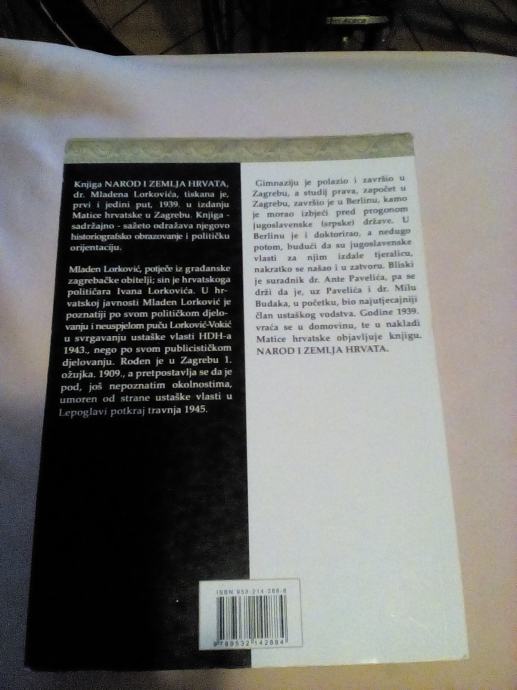 Knjiga NAROD I ZEMLJA HRVATA,
dr. Mladena Lorkovića, tiskana je,
prvi i jedini put, 1939. u izdanju
Matice hrvatske u Zagrebu. Knjiga -
sadržajno - sažeto odražava njegovo
historiografsko obrazovanje i političku
orijentaciju.
Mladen Lorković, potječe iz građanske
zagrebačke obitelji; sin je hrvatskoga
političara Ivana Lorkovića. U hr-
vatskoj javnosti Mladen Lorković je
poznatiji po svom političkom djelo-
vanju i neuspjelom puču Lorković-Vokić
u svrgavanju ustaške vlasti HDH-a
1943., nego po svom publicističkom
djelovanju. Rođen je u Zagrebu 1.
ožujka. 1909., a pretpostavlja se da je
pod, još nepoznatim okolnostima,
umoren od strane ustaške vlasti u
Lepoglavi potkraj travnja 1945.
Gimnaziju je polazio i završio u
Zagrebu, a studij prava, započet u
Zagrebu, završio je u Berlinu, kamo
je morao izbjeći pred progonom
jugoslavenske (srpske) države. U
Berlinu je i doktorirao, a nedugo
potom, budući da su jugoslavenske
vlasti za njim izdale tjeralicu,
nakratko se našao i u zatvoru. Bliski
je suradnik dr. Ante Pavelića, pa se
drži da je, uz Pavelića i dr. Milu
Budaka, u početku, bio najutjecajniji
član ustaškog vodstva. Godine 1939.
vraća se u domovinu, te u nakladi
Matice hrvatske objavljuje knjigu.
NAROD I ZEMLJA HRVATA.
ISBN 953-214-288-6
9789532142884